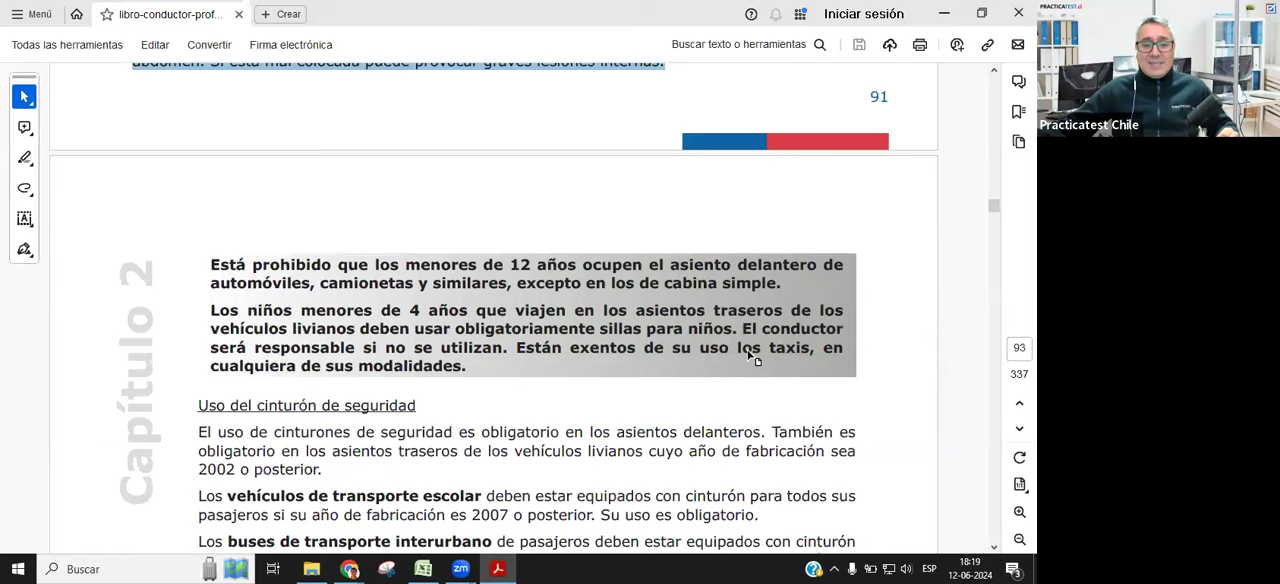 Menú
libro-conductor-prof...
Crear
Iniciar sesión
Todas las herramientas
Editar
Convertir
Firma electrónica
Buscar texto o herramientas
PRACTICATEST.cl
abdomen. Si está mal colocada puede provocar graves lesiones internas.
91
Practicatest Chile
Capítulo 2
Está prohibido que los menores de 12 años ocupen el asiento delantero de
automóviles, camionetas y similares, excepto en los de cabina simple.
Los niños menores de 4 años que viajen en los asientos traseros de los
vehículos livianos deben usar obligatoriamente sillas para niños. El conductor
será responsable si no se utilizan. Están exentos de su uso los taxis, en
cualquiera de sus modalidades.
93
337
Uso del cinturón de seguridad
El uso de cinturones de seguridad es obligatorio en los asientos delanteros. También es
obligatorio en los asientos traseros de los vehículos livianos cuyo año de fabricación sea
2002 o posterior.
Los vehículos de transporte escolar deben estar equipados con cinturón para todos sus
pasajeros si su año de fabricación es 2007 o posterior. Su uso es obligatorio.
Los buses de transporte interurbano de pasajeros deben estar equipados con cinturón
Buscar
zm
ESP
18:19
12-06-2024
3